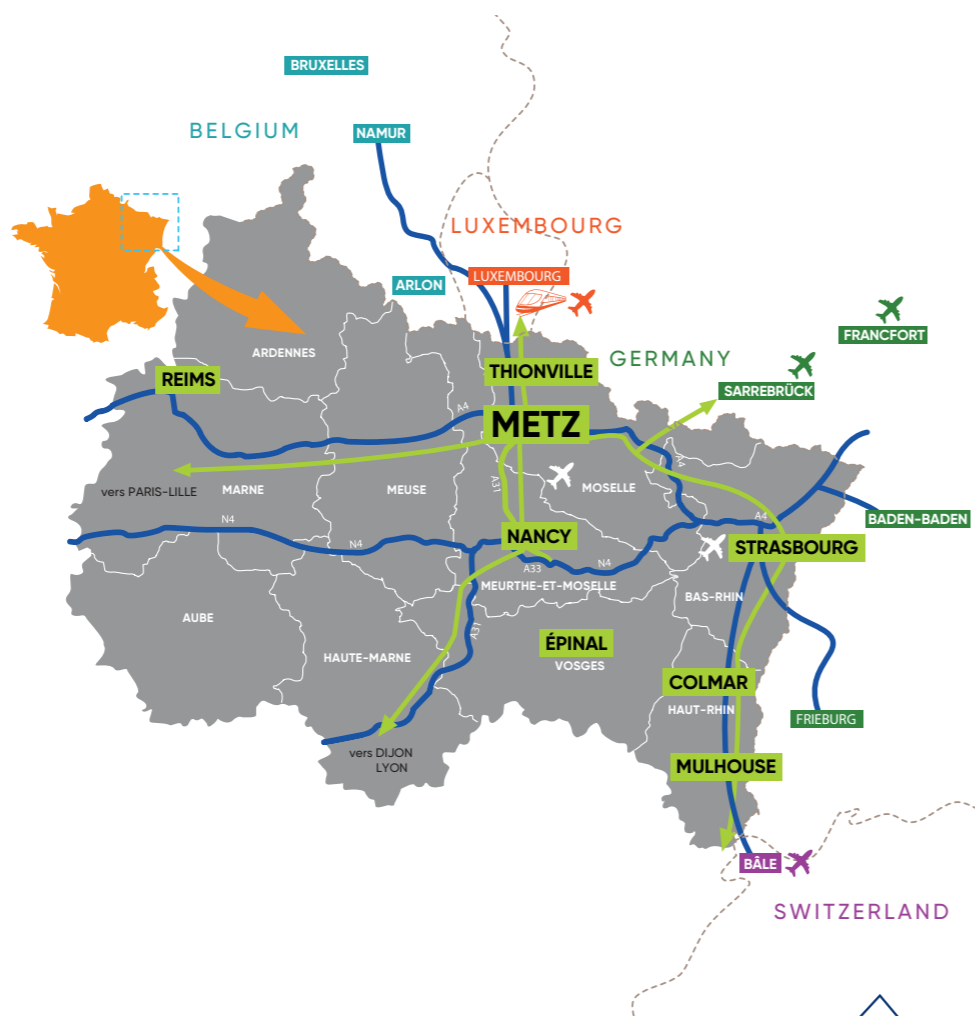 BRUXELLES
BELGIUM
NAMUR
LUXEMBOURG
ARLON
LUXEMBOURG
FRANCFORT
ARDENNES
THIONVILLE
GERMANY
REIMS
SARREBRÜCK
A4
METZ
A4
vers PARIS-LILLE
MARNE
MEUSE
A31
MOSELLE
N4
A4
BADEN-BADEN
N4
NANCY
STRASBOURG
A33
N4
MEURTHE-ET-MOSELLE
BAS-RHIN
AUBE
A31
ÉPINAL
HAUTE-MARNE
VOSGES
COLMAR
HAUT-RHIN
FRIEBURG
vers DIJON
LYON
MULHOUSE
BÂLE
SWITZERLAND